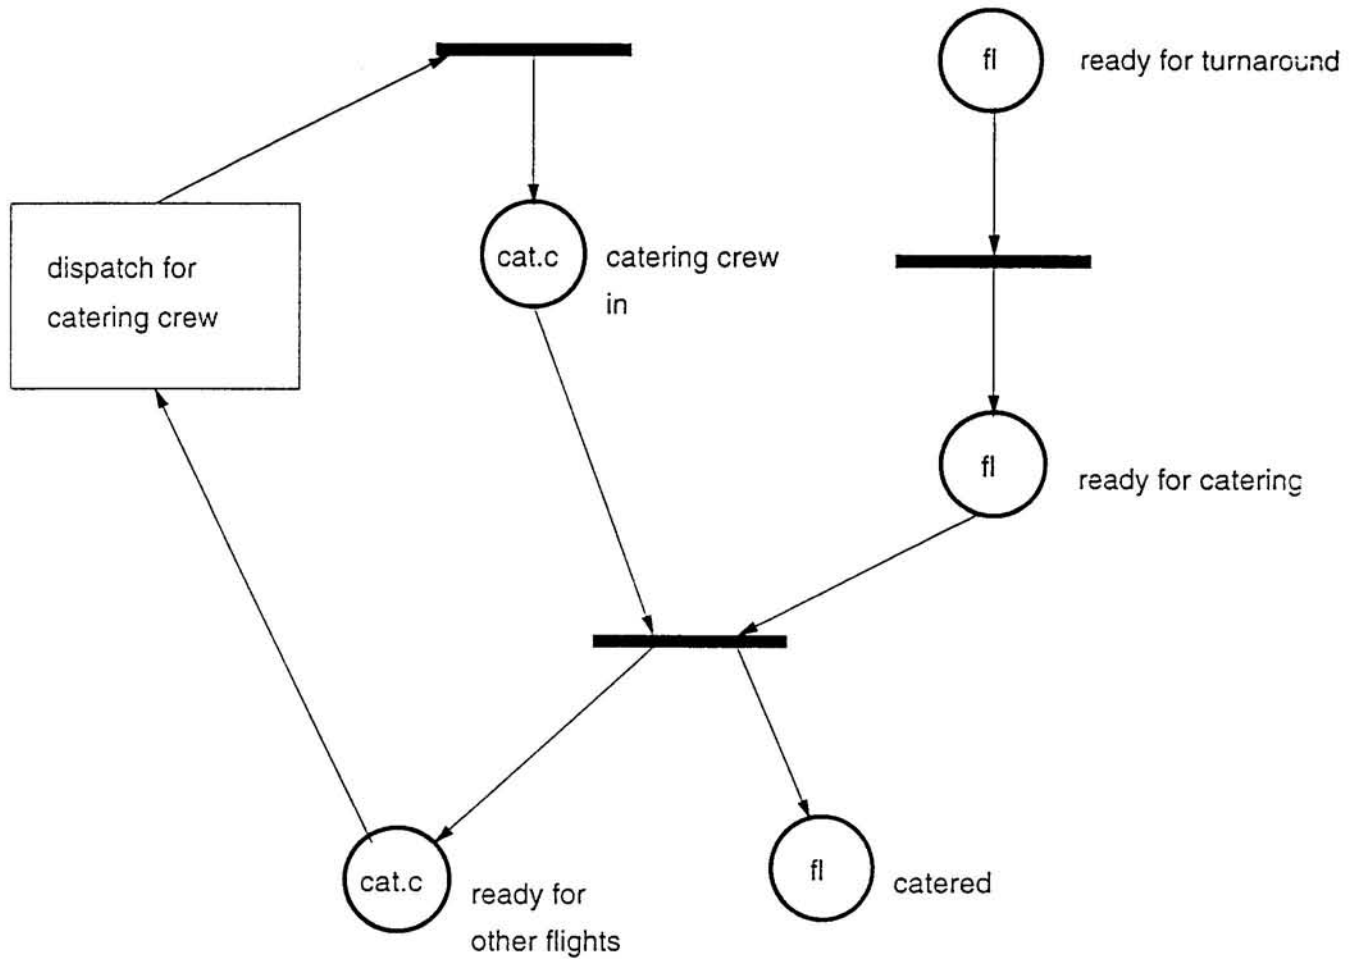 fl
ready for turnaround
dispatch for
catering crew
cat.c
catering crew
in
fl
ready for catering
cat.c
ready for
other flights
fl
catered